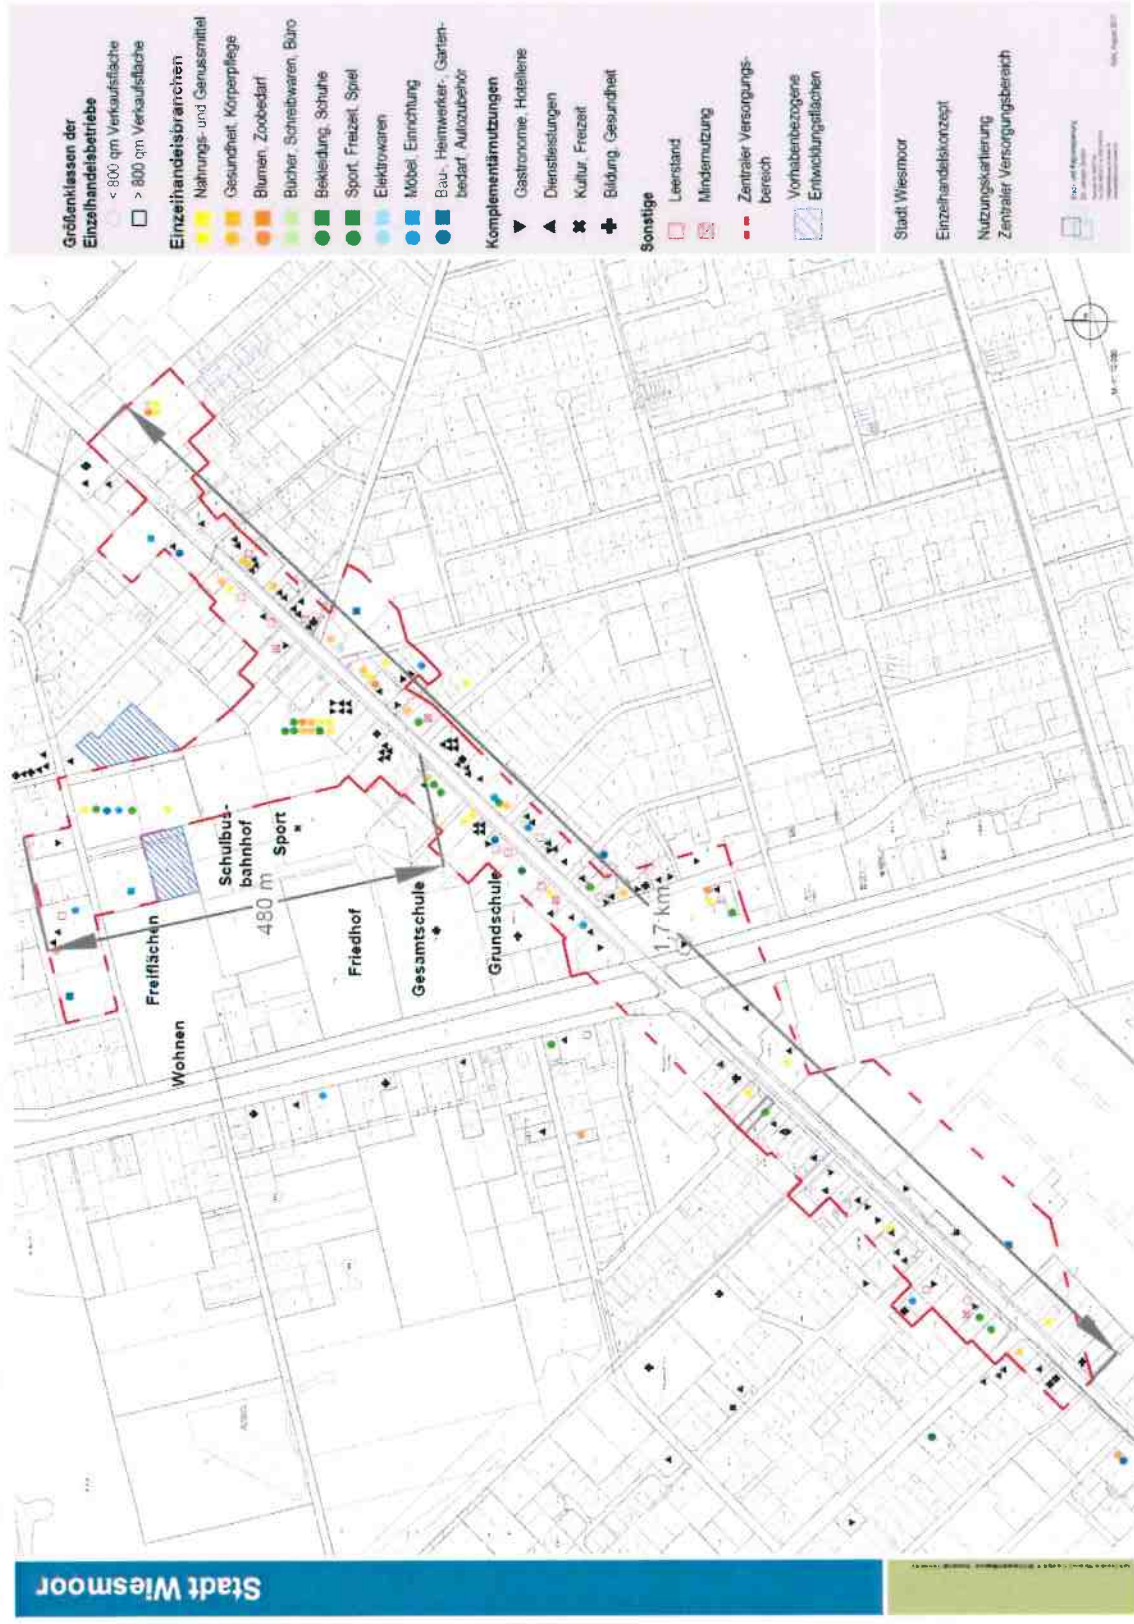 Stadt Wiesmoor
Größenklassen der
Einzelhandelsbetriebe
< 800 qm Verkaufsfläche
> 800 qm Verkaufsfläche
Einzelhandelsbranchen
Nahrungs- und Genussmittel
Gesundheit, Körperpflege
Blumen, Zoobedarf
Bücher, Schreibwaren, Büro
Bekleidung, Schuhe
Sport, Freizeit, Spiel
Elektrowaren
Möbel, Einrichtung
Bau-, Heimwerker-, Garten-
bedarf, Autozubehör
Komplementärnutzungen
Gastronomie, Hotellerie
Dienstleistungen
Kultur, Freizeit
Bildung, Gesundheit
Sonstige
Leerstand
Mindernutzung
Zentraler Versorgungs-
bereich
Vorhabenbezogene
Entwicklungsflächen
Stadt Wiesmoor
Einzelhandelskonzept
Nutzungskartierung
Zentraler Versorgungsbereich
Wohnen
Freiflächen
Schulbus-
bahnhof
Sport
480 m
Friedhof
Gesamtschule
Grundschule
1,7 km